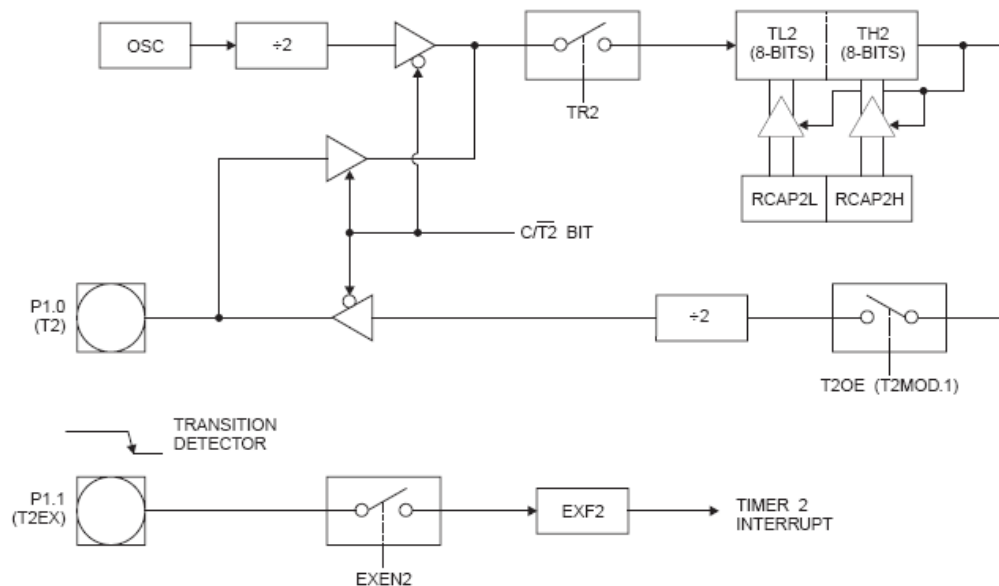 OSC
÷2
TR2
TL2
(8-BITS)
TH2
(8-BITS)
RCAP2L
RCAP2H
C/T2 BIT
P1.0
(T2)
÷2
T2OE (T2MOD.1)
TRANSITION
DETECTOR
P1.1
(T2EX)
EXEN2
EXF2
TIMER 2
INTERRUPT